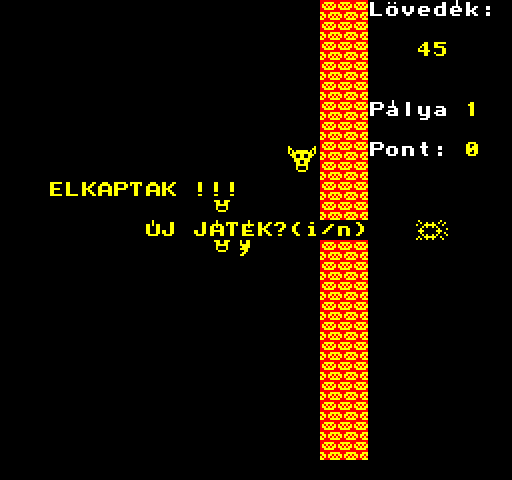 Lövedék:
45
Pálya 1
Pont: 0
ELKAPTAK !!!
ÚJ JÁTÉK?(i/n)
y